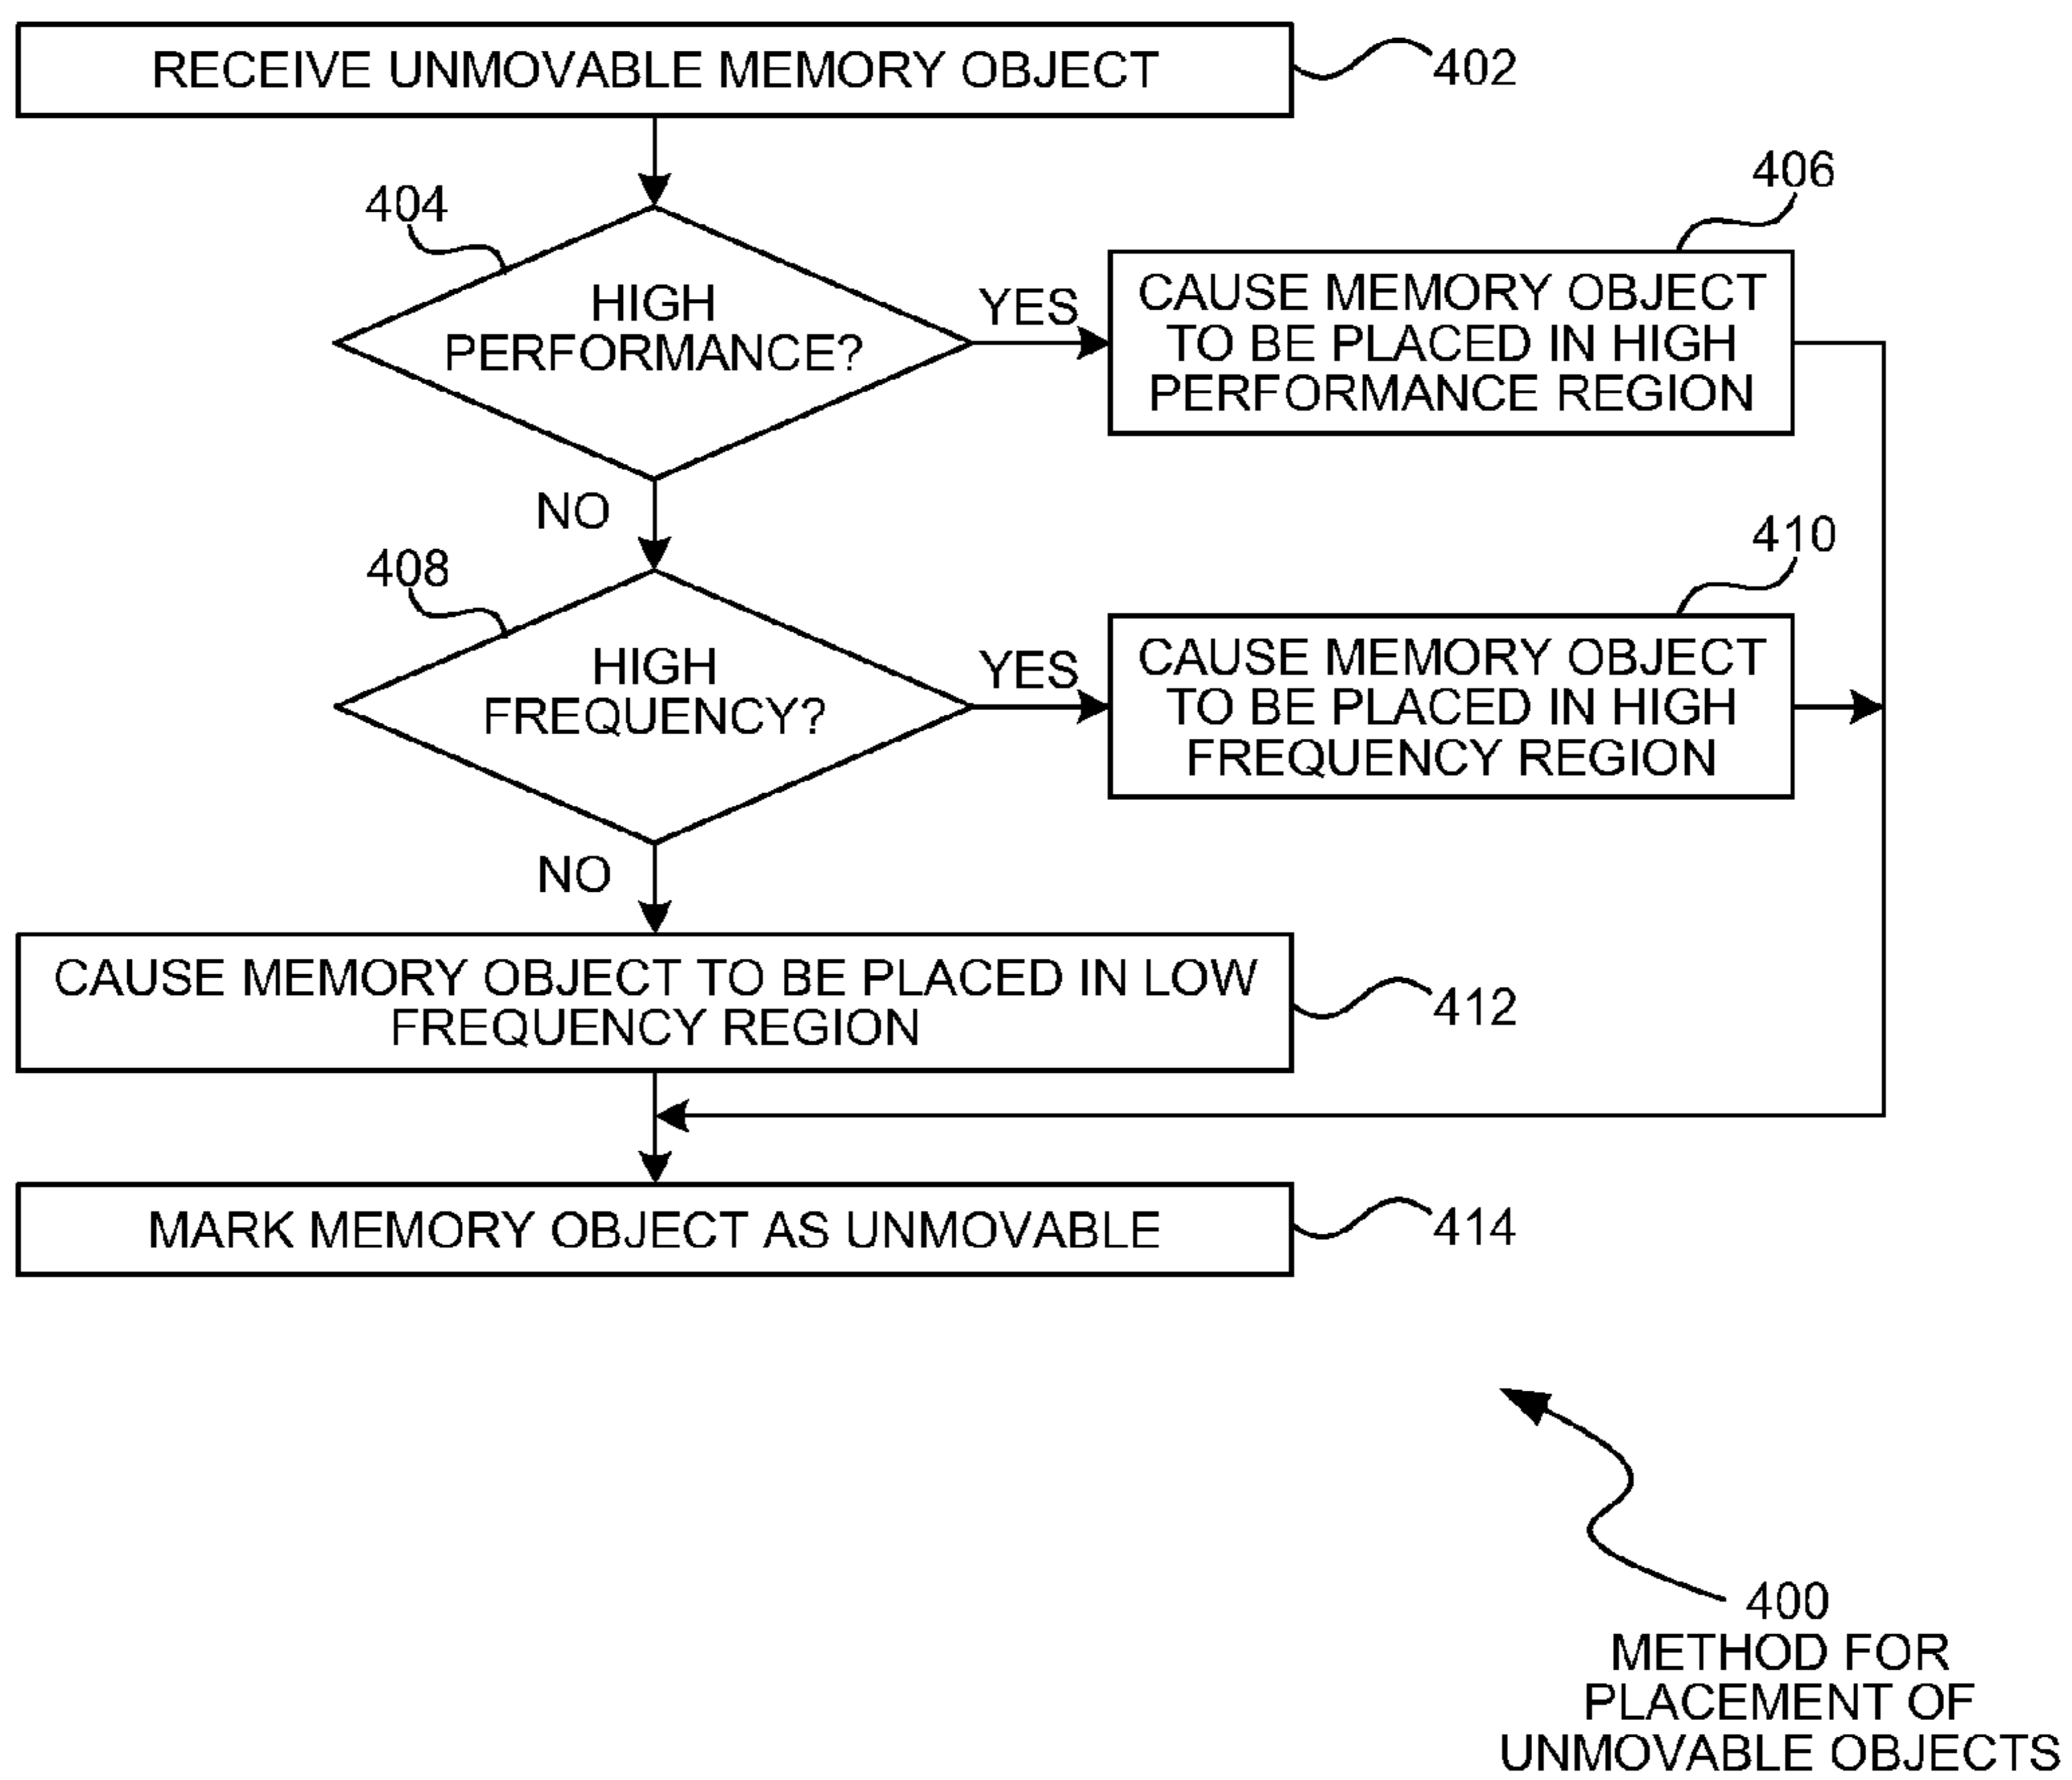 RECEIVE UNMOVABLE MEMORY OBJECT
402
404
HIGH
PERFORMANCE?
YES
406
CAUSE MEMORY OBJECT
TO BE PLACED IN HIGH
PERFORMANCE REGION
NO
408
HIGH
FREQUENCY?
YES
410
CAUSE MEMORY OBJECT
TO BE PLACED IN HIGH
FREQUENCY REGION
NO
CAUSE MEMORY OBJECT TO BE PLACED IN LOW
FREQUENCY REGION
412
MARK MEMORY OBJECT AS UNMOVABLE
414
400
METHOD FOR
PLACEMENT OF
UNMOVABLE OBJECTS